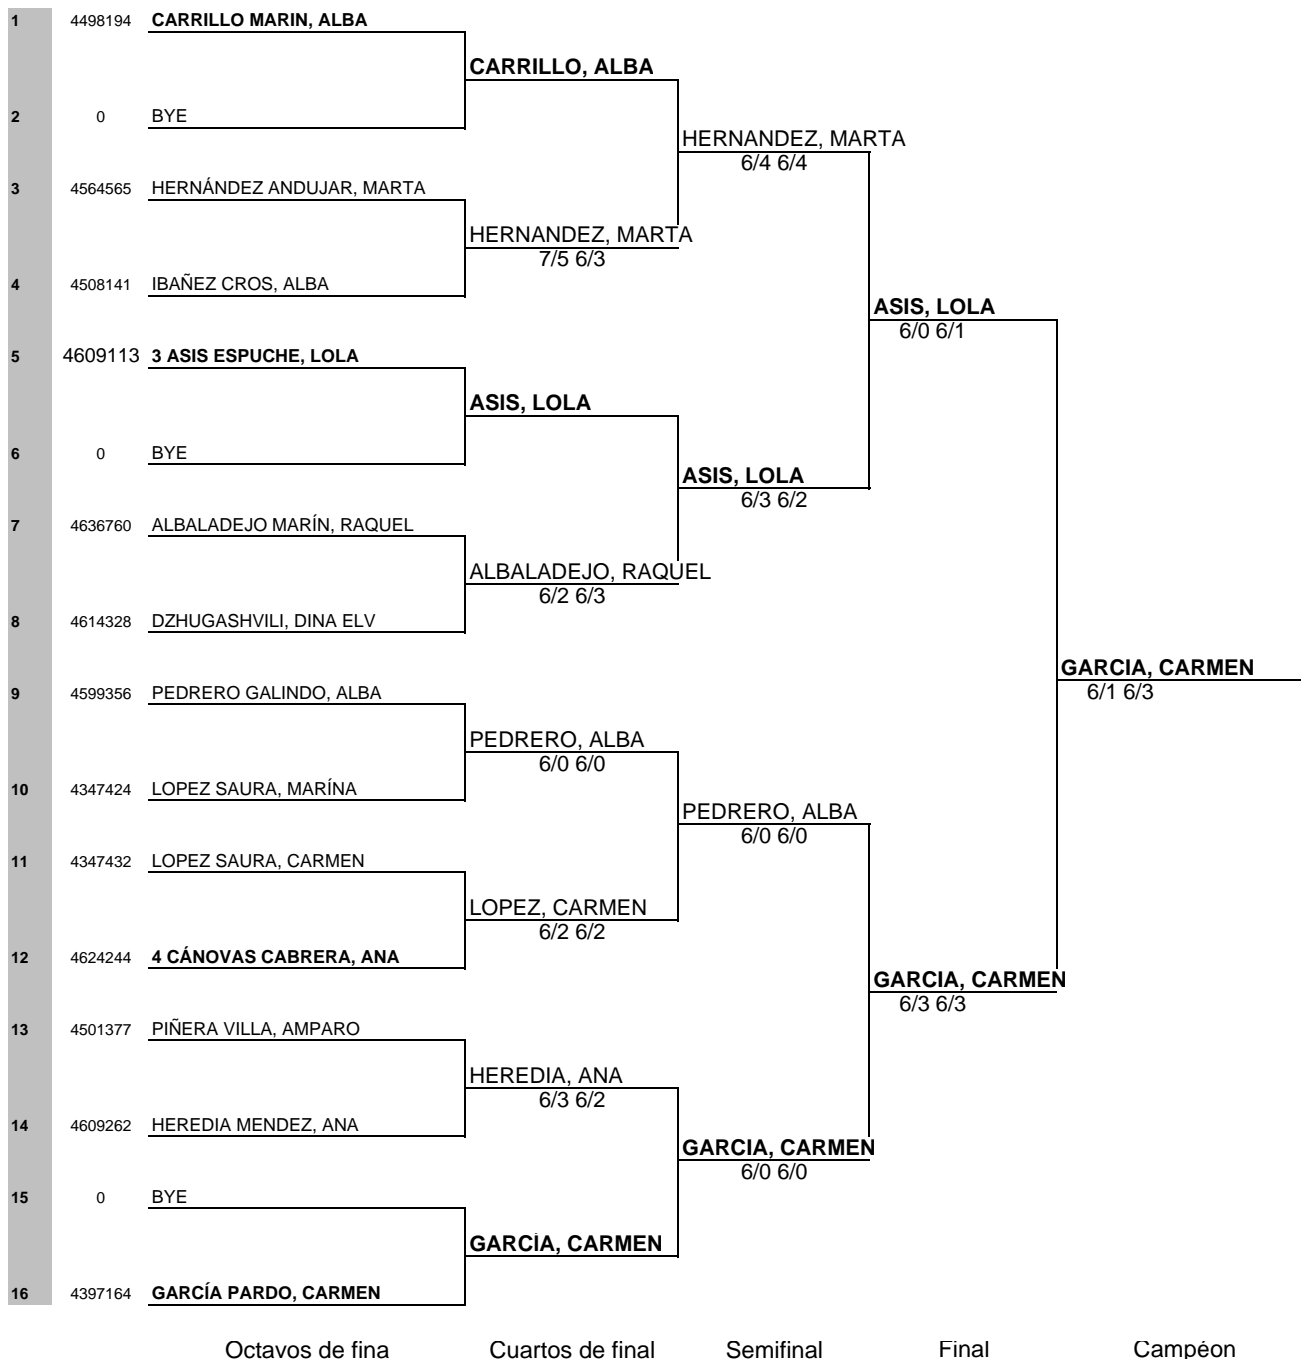 1 4498194 CARRILLO MARIN, ALBA
CARRILLO, ALBA
2 0 BYE
HERNANDEZ, MARTA
6/4 6/4
3 4564565 HERNÁNDEZ ANDUJAR, MARTA
HERNANDEZ, MARTA
7/5 6/3
4 4508141 IBAÑEZ CROS, ALBA
ASIS, LOLA
6/0 6/1
5 4609113 3 ASIS ESPUCHE, LOLA
ASIS, LOLA
6 0 BYE
ASIS, LOLA
6/3 6/2
7 4636760 ALBALADEJO MARÍN, RAQUEL
ALBALADEJO, RAQUEL
6/2 6/3
8 4614328 DZHUGASHVILI, DINA ELV
GARCIA, CARMEN
6/1 6/3
9 4599356 PEDRERO GALINDO, ALBA
PEDRERO, ALBA
6/0 6/0
10 4347424 LOPEZ SAURA, MARÍNA
PEDRERO, ALBA
6/0 6/0
11 4347432 LOPEZ SAURA, CARMEN
LOPEZ, CARMEN
6/2 6/2
12 4624244 4 CÁNOVAS CABRERA, ANA
GARCIA, CARMEN
6/3 6/3
13 4501377 PIÑERA VILLA, AMPARO
HEREDIA, ANA
6/3 6/2
14 4609262 HEREDIA MENDEZ, ANA
GARCIA, CARMEN
6/0 6/0
15 0 BYE
GARCÍA, CARMEN
16 4397164 GARCÍA PARDO, CARMEN
Octavos de fina Cuartos de final Semifinal Final Campéon